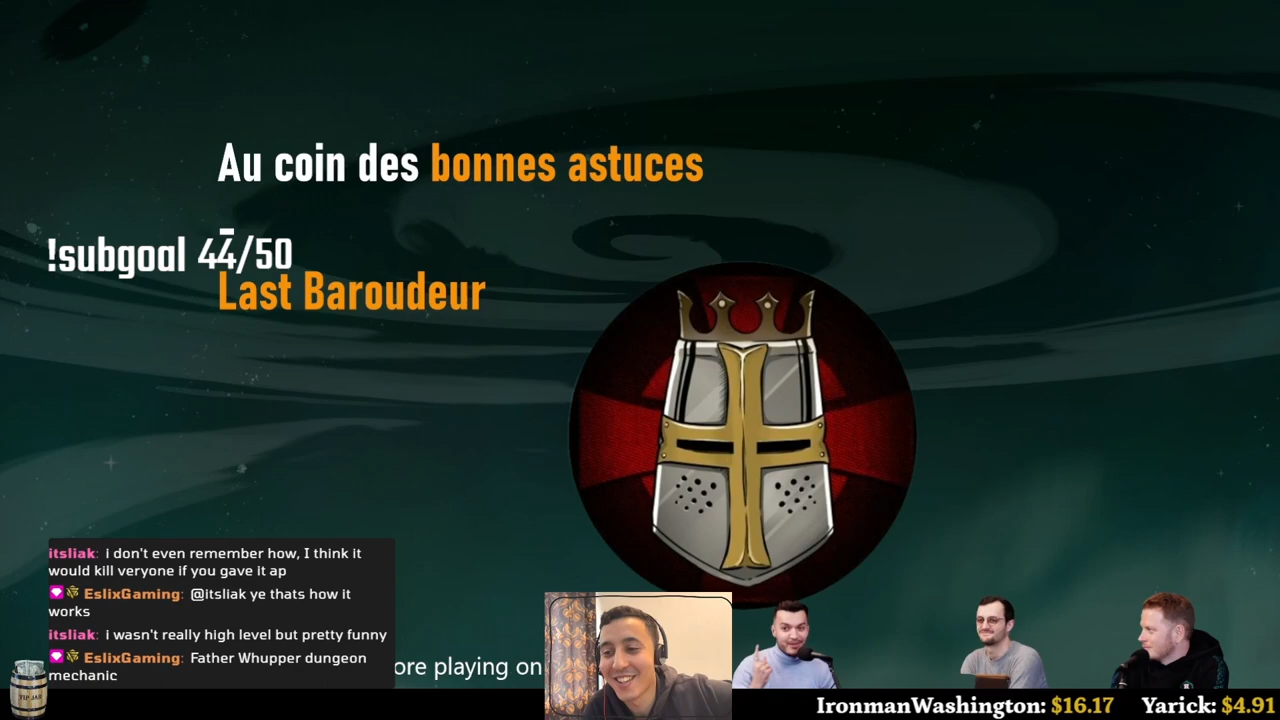 Au coin des bonnes astuces
!subgoal 44/50
Last Baroudeur
itsliak: i don't even remember how, I think it
would kill veryone if you gave it ap
EslixGaming: @itsliak ye thats how it
works
itsliak: i wasn't really high level but pretty funny
EslixGaming: Father Whupper dungeon
mechanic
ore playing on
TIP JAR
IronmanWashington: $16.17 Yarick: $4.91